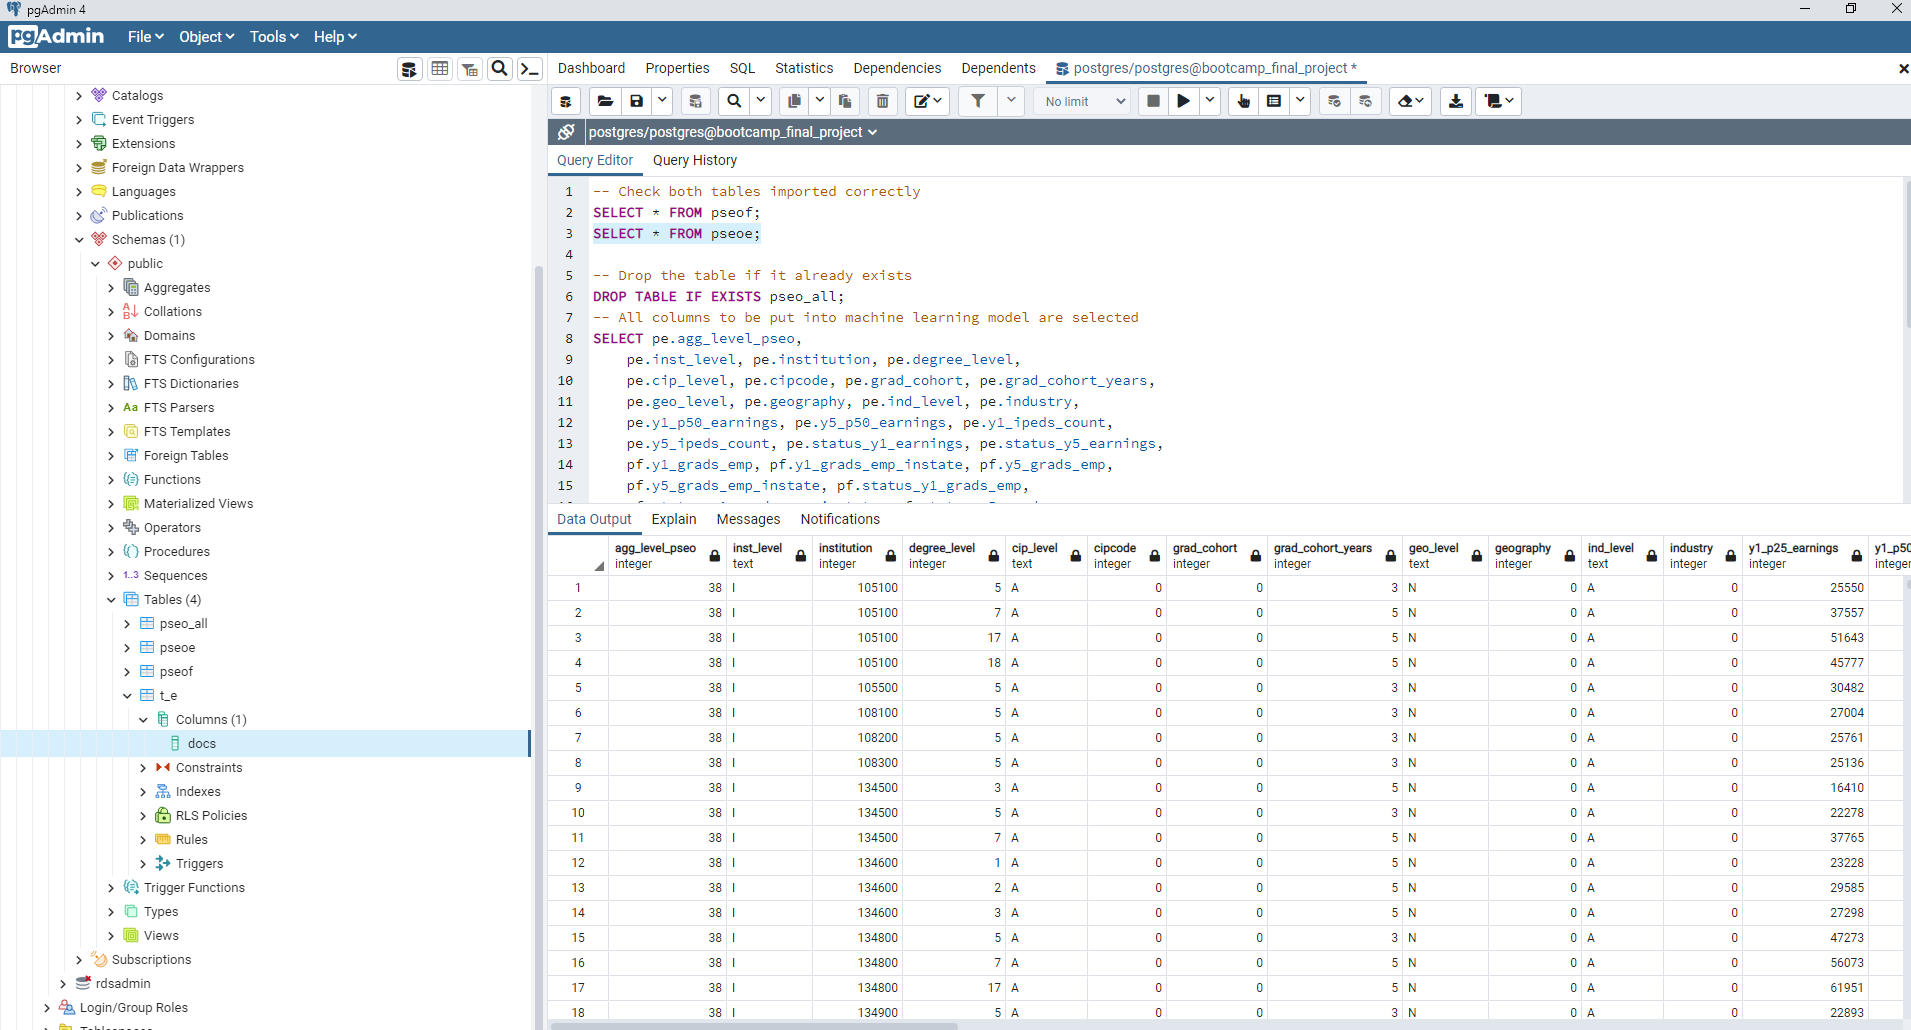 pgAdmin 4
pgAdmin File Object Tools Help
Browser
Dashboard Properties SQL Statistics Dependencies Dependents postgres/postgres@bootcamp_final_project *
No limit
postgres/postgres@bootcamp_final_project
Query Editor Query History
Catalogs
Event Triggers
Extensions
Foreign Data Wrappers
Languages
Publications
Schemas (1)
public
Aggregates
Collations
Domains
FTS Configurations
FTS Dictionaries
Aa FTS Parsers
FTS Templates
Foreign Tables
Functions
Materialized Views
Operators
Procedures
1..3 Sequences
Tables (4)
pseo_all
pseoe
pseof
t_e
Columns (1)
docs
Constraints
Indexes
RLS Policies
Rules
Triggers
Trigger Functions
Types
Views
Subscriptions
rdsadmin
Login/Group Roles
Tablespaces
1 -- Check both tables imported correctly
2 SELECT * FROM pseof;
3 SELECT * FROM pseoe;
4
5 -- Drop the table if it already exists
6 DROP TABLE IF EXISTS pseo_all;
7 -- All columns to be put into machine learning model are selected
8 SELECT pe.agg_level_pseo,
9 pe.inst_level, pe.institution, pe.degree_level,
10 pe.cip_level, pe.cipcode, pe.grad_cohort, pe.grad_cohort_years,
11 pe.geo_level, pe.geography, pe.ind_level, pe.industry,
12 pe.y1_p50_earnings, pe.y5_p50_earnings, pe.y1_ipeds_count,
13 pe.y5_ipeds_count, pe.status_y1_earnings, pe.status_y5_earnings,
14 pf.y1_grads_emp, pf.y1_grads_emp_instate, pf.y5_grads_emp,
15 pf.y5_grads_emp_instate, pf.status_y1_grads_emp,
Data Output Explain Messages Notifications
agg_level_pseo inst_level institution degree_level cip_level cipcode grad_cohort grad_cohort_years geo_level geography ind_level industry y1_p25_earnings y1_p50
integer text integer integer text integer integer integer text integer text integer integer integer
1 38 I 105100 5 A 0 0 3 N 0 A 0 25550
2 38 I 105100 7 A 0 0 5 N 0 A 0 37557
3 38 I 105100 17 A 0 0 5 N 0 A 0 51643
4 38 I 105100 18 A 0 0 5 N 0 A 0 45777
5 38 I 105500 5 A 0 0 3 N 0 A 0 30482
6 38 I 108100 5 A 0 0 3 N 0 A 0 27004
7 38 I 108200 5 A 0 0 3 N 0 A 0 25761
8 38 I 108300 5 A 0 0 3 N 0 A 0 25136
9 38 I 134500 3 A 0 0 5 N 0 A 0 16410
10 38 I 134500 5 A 0 0 3 N 0 A 0 22278
11 38 I 134500 7 A 0 0 5 N 0 A 0 37765
12 38 I 134600 1 A 0 0 5 N 0 A 0 23228
13 38 I 134600 2 A 0 0 5 N 0 A 0 29585
14 38 I 134600 3 A 0 0 5 N 0 A 0 27298
15 38 I 134800 5 A 0 0 3 N 0 A 0 47273
16 38 I 134800 7 A 0 0 5 N 0 A 0 56073
17 38 I 134800 17 A 0 0 5 N 0 A 0 61951
18 38 I 134900 5 A 0 0 3 N 0 A 0 22893